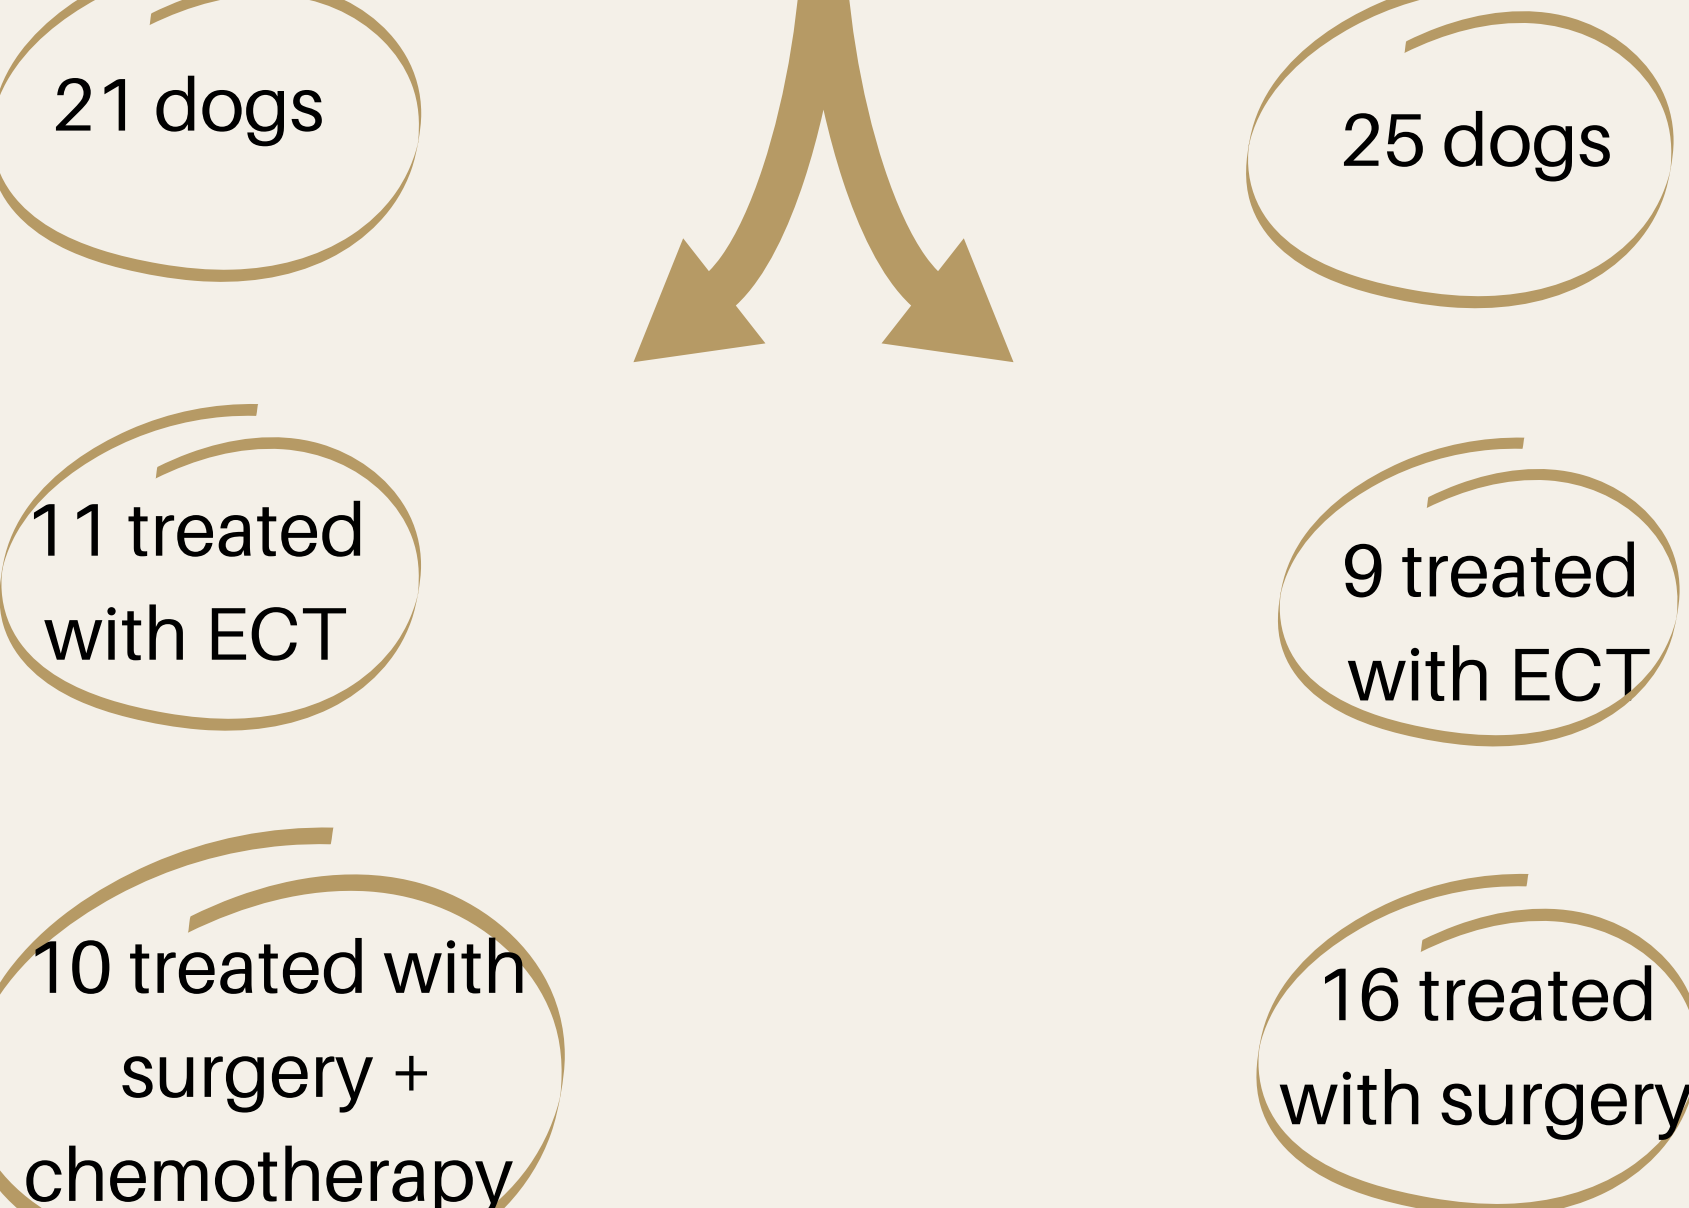 21 dogs
25 dogs
11 treated
with ECT
9 treated
with ECT
10 treated with
surgery +
chemotherapy
16 treated
with surgery